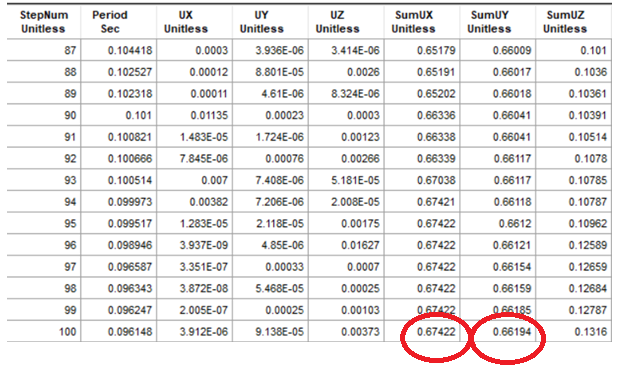 StepNum Period UX UY UZ SumUX SumUY SumUZ
Unitless Sec Unitless Unitless Unitless Unitless Unitless Unitless
87 0.104418 0.0003 3.936E-06 3.414E-06 0.65179 0.66009 0.101
88 0.102527 0.00012 8.801E-05 0.0026 0.65191 0.66017 0.1036
89 0.102318 0.00011 4.61E-06 8.324E-06 0.65202 0.66018 0.10361
90 0.101 0.01135 0.00023 0.0003 0.66336 0.66041 0.10391
91 0.100821 1.483E-05 1.724E-06 0.00123 0.66338 0.66041 0.10514
92 0.100666 7.845E-06 0.00076 0.00266 0.66339 0.66117 0.1078
93 0.100514 0.007 7.408E-06 5.181E-05 0.67038 0.66117 0.10785
94 0.099973 0.00382 7.206E-06 2.008E-05 0.67421 0.66118 0.10787
95 0.099517 1.283E-05 2.118E-05 0.00175 0.67422 0.6612 0.10962
96 0.098946 3.937E-09 4.85E-06 0.01627 0.67422 0.66121 0.12589
97 0.096587 3.351E-07 0.00033 0.0007 0.67422 0.66154 0.12659
98 0.096343 3.872E-08 5.468E-05 0.00025 0.67422 0.66159 0.12684
99 0.096247 2.005E-07 0.00025 0.00103 0.67422 0.66185 0.12787
100 0.096148 3.912E-06 9.138E-05 0.00373 0.67422 0.66194 0.1316